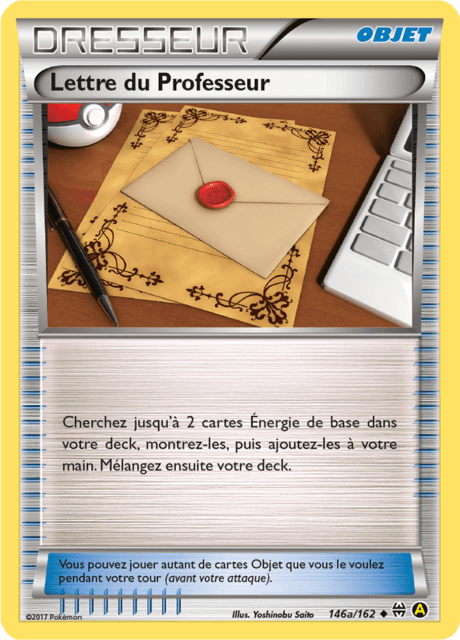 DRESSEUR
OBJET
Lettre du Professeur
Cherchez jusqu'à 2 cartes Énergie de base dans
votre deck, montrez-les, puis ajoutez-les à votre
main. Mélangez ensuite votre deck.
Vous pouvez jouer autant de cartes Objet que vous le voulez
pendant votre tour (avant votre attaque).
©2017 Pokémon
Illus. Yoshinobu Saito
146a/162
A